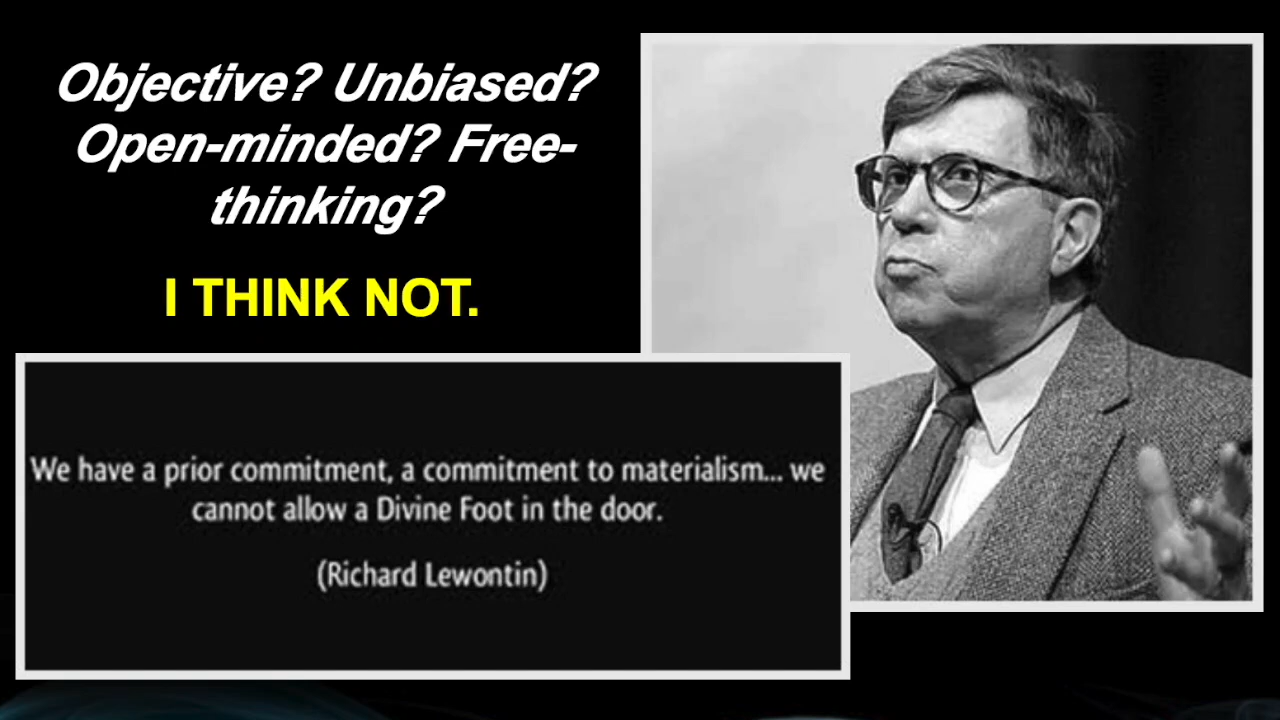 Objective? Unbiased?
Open-minded? Free-
thinking?
I THINK NOT.
We have a prior commitment, a commitment to materialism... we
cannot allow a Divine Foot in the door.
(Richard Lewontin)